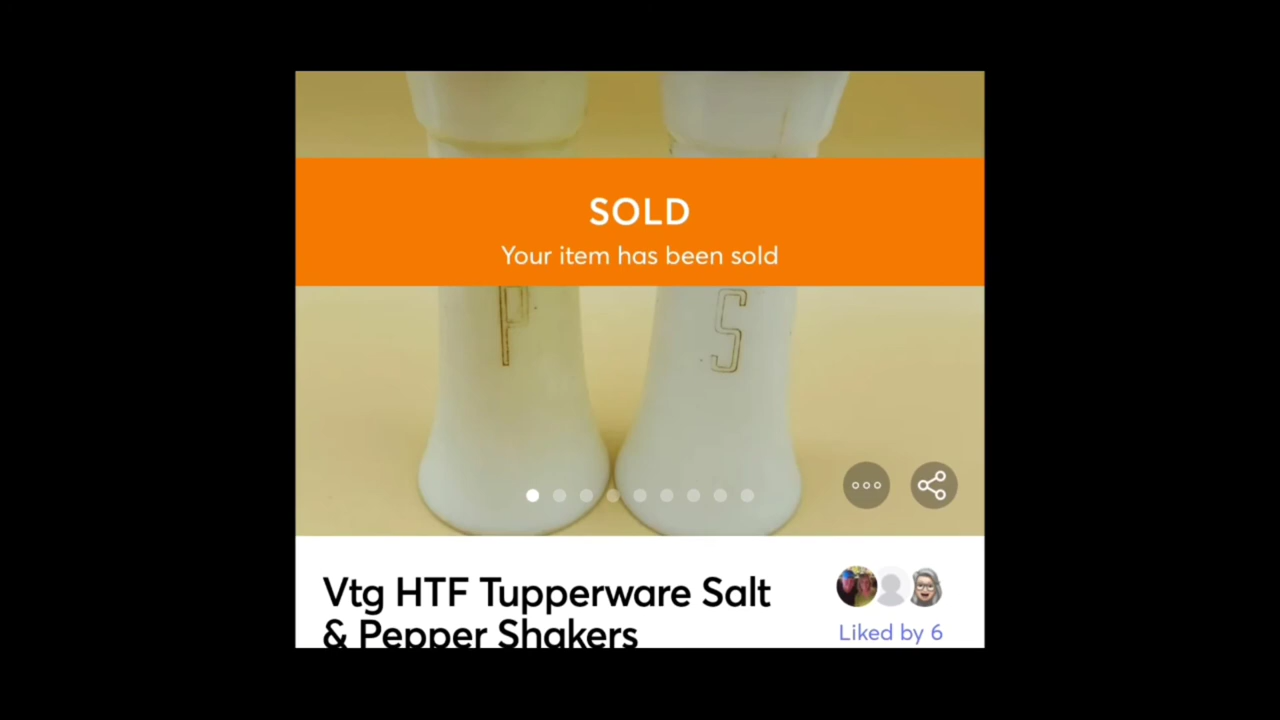 SOLD
Your item has been sold
P S
Vtg HTF Tupperware Salt
& Pepper Shakers
Liked by 6